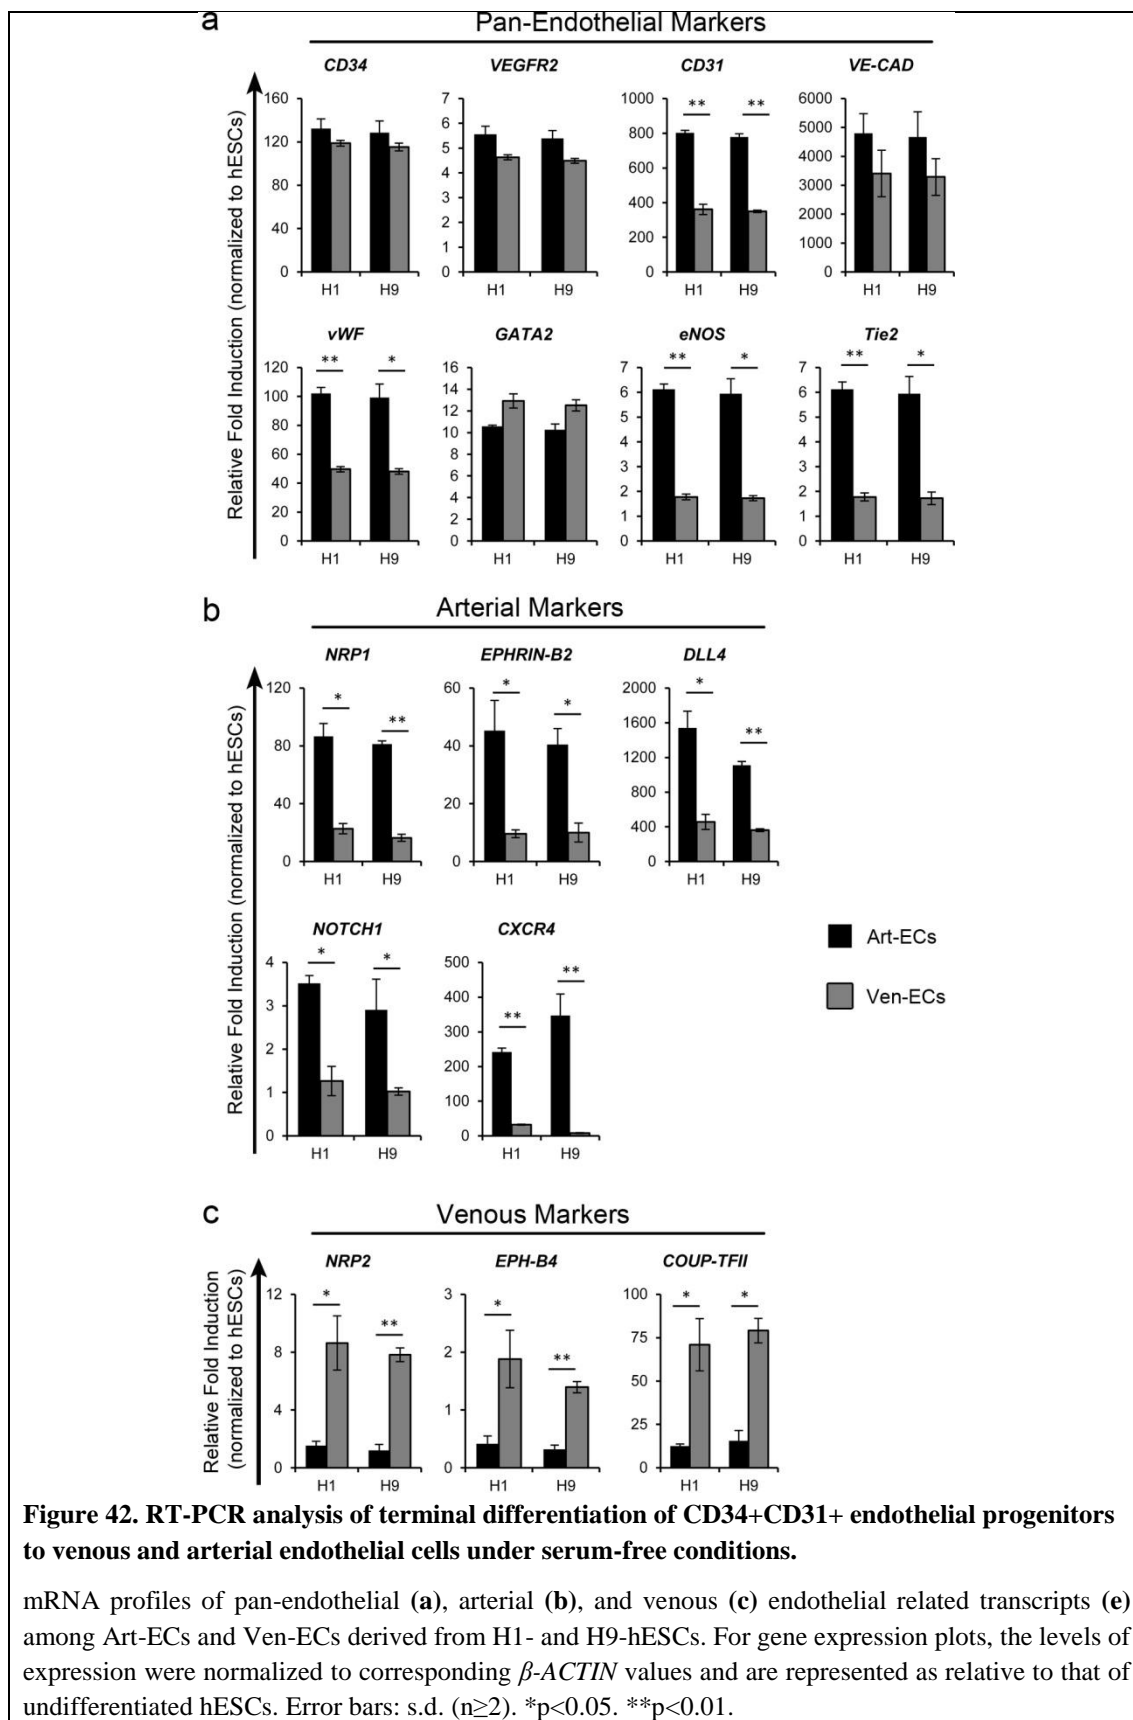 a
Pan-Endothelial Markers
Relative Fold Induction (normalized to hESCs)
CD34
160
120
80
40
0
H1 H9
VEGFR2
7
6
5
4
3
2
1
0
H1 H9
CD31
** **
1000
800
600
400
200
0
H1 H9
VE-CAD
6000
5000
4000
3000
2000
1000
0
H1 H9
vWF
** *
120
100
80
60
40
20
0
H1 H9
GATA2
16
14
12
10
8
6
4
2
0
H1 H9
eNOS
** *
7
6
5
4
3
2
1
0
H1 H9
Tie2
** *
7
6
5
4
3
2
1
0
H1 H9
b
Arterial Markers
Relative Fold Induction (normalized to hESCs)
NRP1
* **
120
80
40
0
H1 H9
EPHRIN-B2
* *
60
40
20
0
H1 H9
DLL4
* **
2000
1600
1200
800
400
0
H1 H9
NOTCH1
* *
4
3
2
1
0
H1 H9
CXCR4
** **
500
400
300
200
100
0
H1 H9
Art-ECs
Ven-ECs
c
Venous Markers
Relative Fold Induction
(normalized to hESCs)
NRP2
* **
12
8
4
0
H1 H9
EPH-B4
* **
3
2
1
0
H1 H9
COUP-TFII
* *
100
75
50
25
0
H1 H9
Figure 42. RT-PCR analysis of terminal differentiation of CD34+CD31+ endothelial progenitors
to venous and arterial endothelial cells under serum-free conditions.
mRNA profiles of pan-endothelial (a), arterial (b), and venous (c) endothelial related transcripts (e)
among Art-ECs and Ven-ECs derived from H1- and H9-hESCs. For gene expression plots, the levels of
expression were normalized to corresponding β-ACTIN values and are represented as relative to that of
undifferentiated hESCs. Error bars: s.d. (n≥2). *p<0.05. **p<0.01.